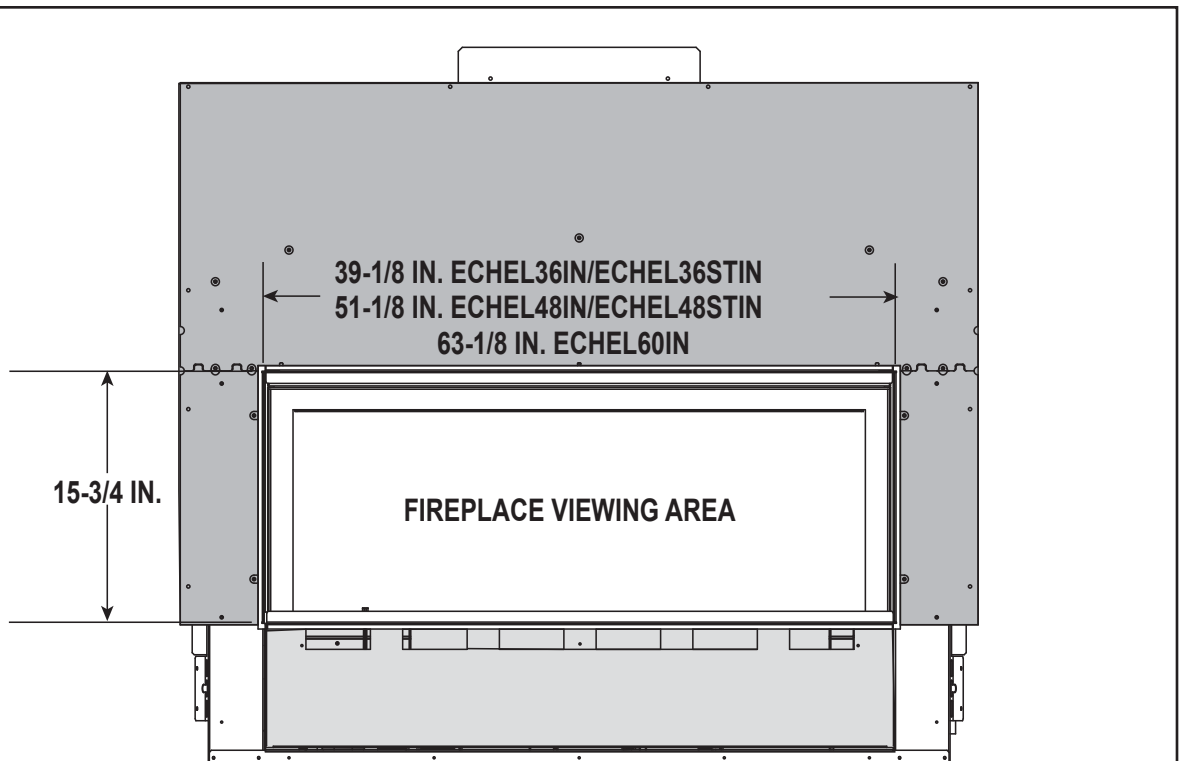 39-1/8 IN. ECHEL36IN/ECHEL36STIN
51-1/8 IN. ECHEL48IN/ECHEL48STIN
63-1/8 IN. ECHEL60IN
15-3/4 IN.
FIREPLACE VIEWING AREA